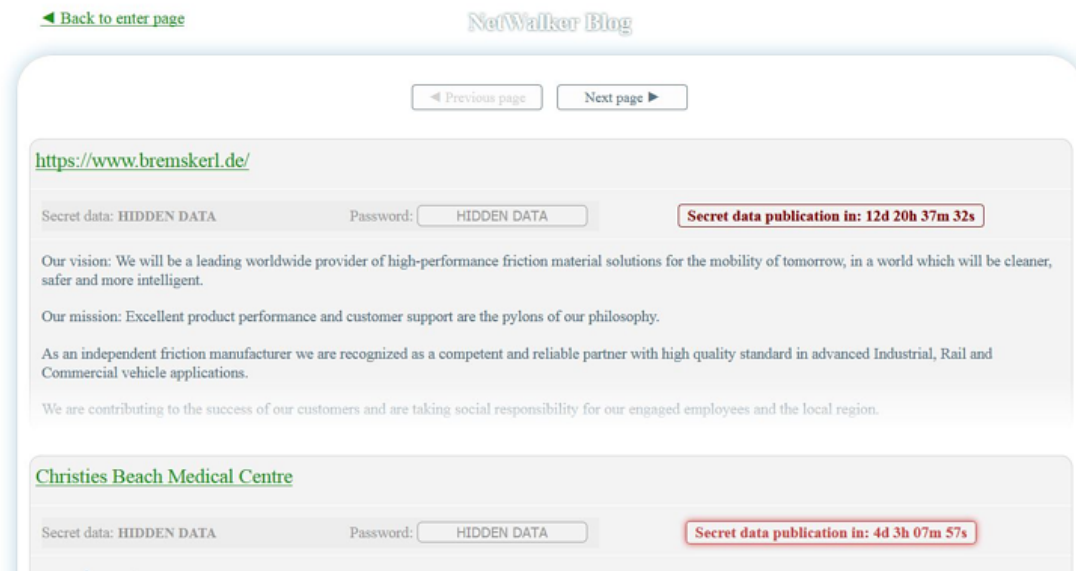 ◄ Back to enter page
NetWalker Blog
◄ Previous page
Next page ►
https://www.bremskerl.de/
Secret data: HIDDEN DATA
Password: HIDDEN DATA
Secret data publication in: 12d 20h 37m 32s
Our vision: We will be a leading worldwide provider of high-performance friction material solutions for the mobility of tomorrow, in a world which will be cleaner,
safer and more intelligent.
Our mission: Excellent product performance and customer support are the pylons of our philosophy.
As an independent friction manufacturer we are recognized as a competent and reliable partner with high quality standard in advanced Industrial, Rail and
Commercial vehicle applications.
We are contributing to the success of our customers and are taking social responsibility for our engaged employees and the local region.
Christies Beach Medical Centre
Secret data: HIDDEN DATA
Password: HIDDEN DATA
Secret data publication in: 4d 3h 07m 57s